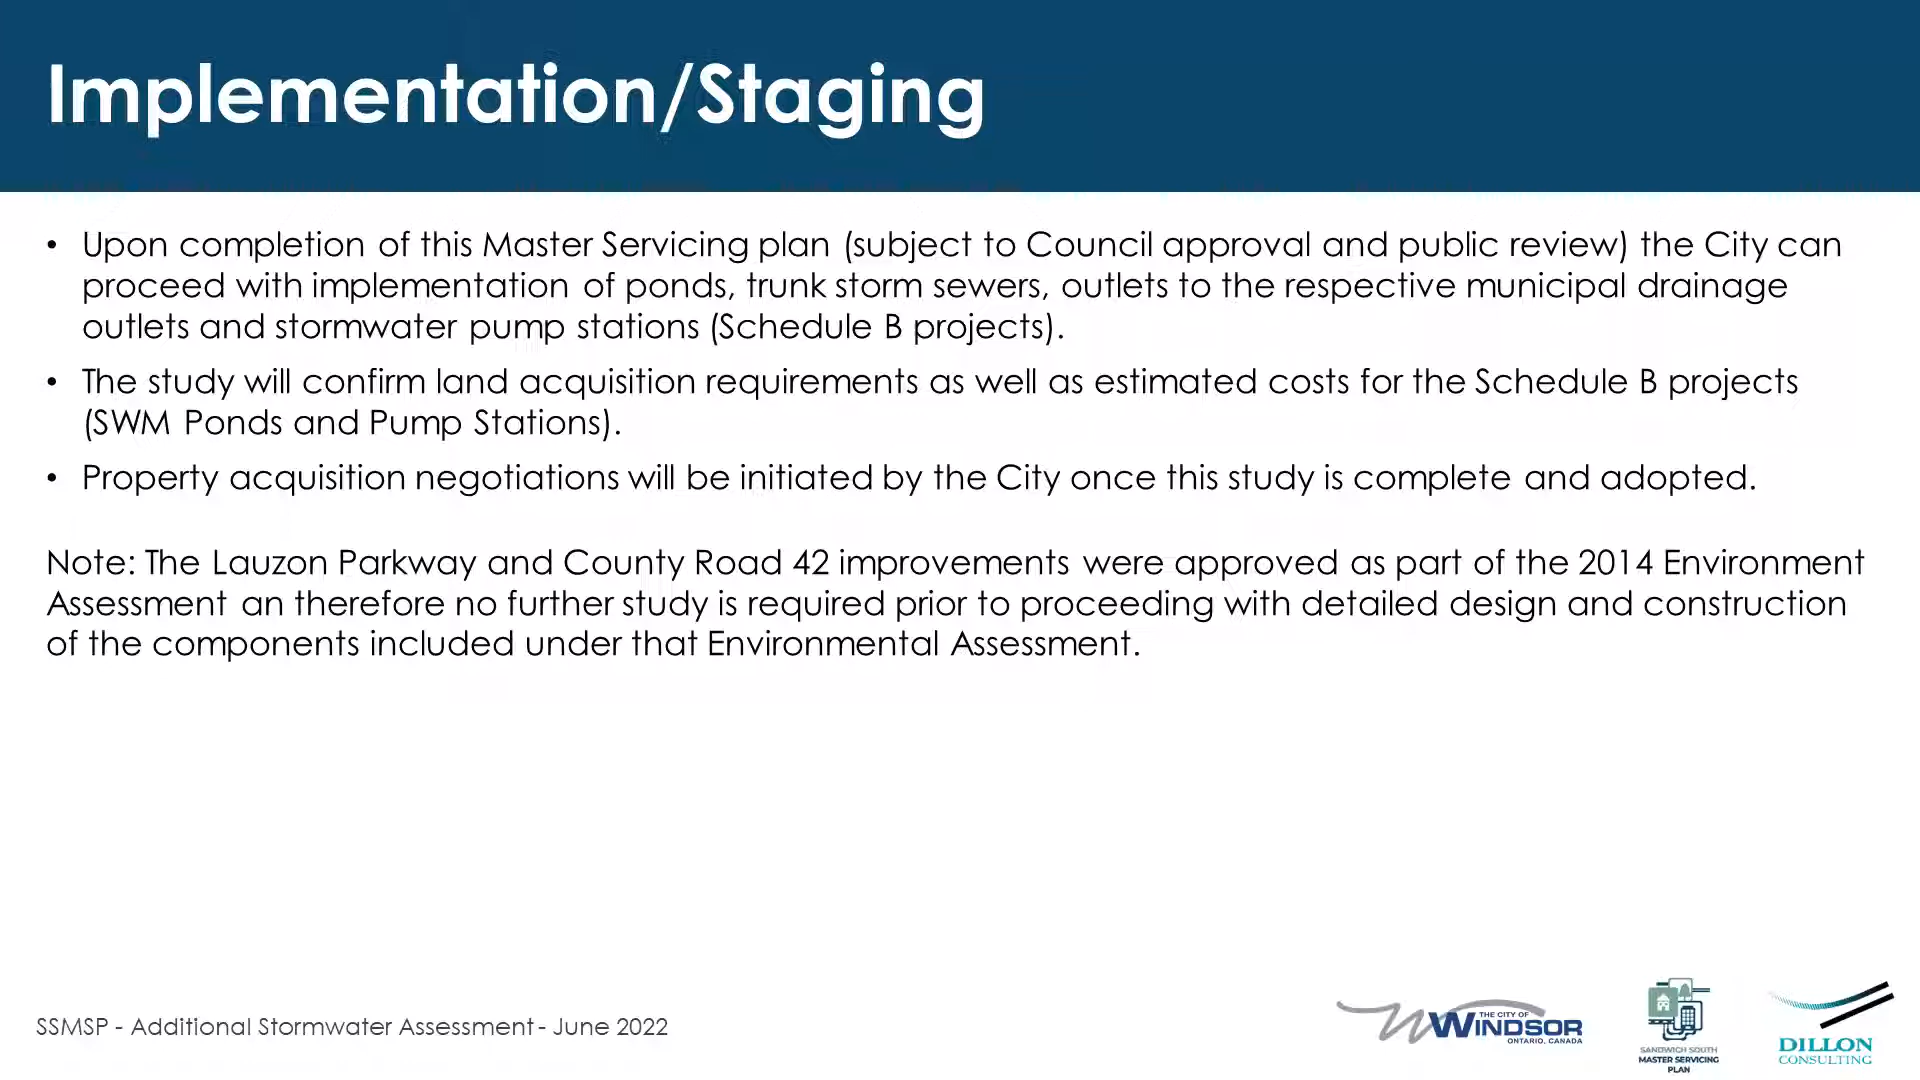 Implementation/Staging
• Upon completion of this Master Servicing plan (subject to Council approval and public review) the City can
proceed with implementation of ponds, trunk storm sewers, outlets to the respective municipal drainage
outlets and stormwater pump stations (Schedule B projects).
• The study will confirm land acquisition requirements as well as estimated costs for the Schedule B projects
(SWM Ponds and Pump Stations).
• Property acquisition negotiations will be initiated by the City once this study is complete and adopted.
Note: The Lauzon Parkway and County Road 42 improvements were approved as part of the 2014 Environment
Assessment an therefore no further study is required prior to proceeding with detailed design and construction
of the components included under that Environmental Assessment.
SSMSP - Additional Stormwater Assessment - June 2022
THE CITY OF
WINDSOR
ONTARIO, CANADA
SANDWICH SOUTH
MASTER SERVICING
PLAN
DILLON
CONSULTING